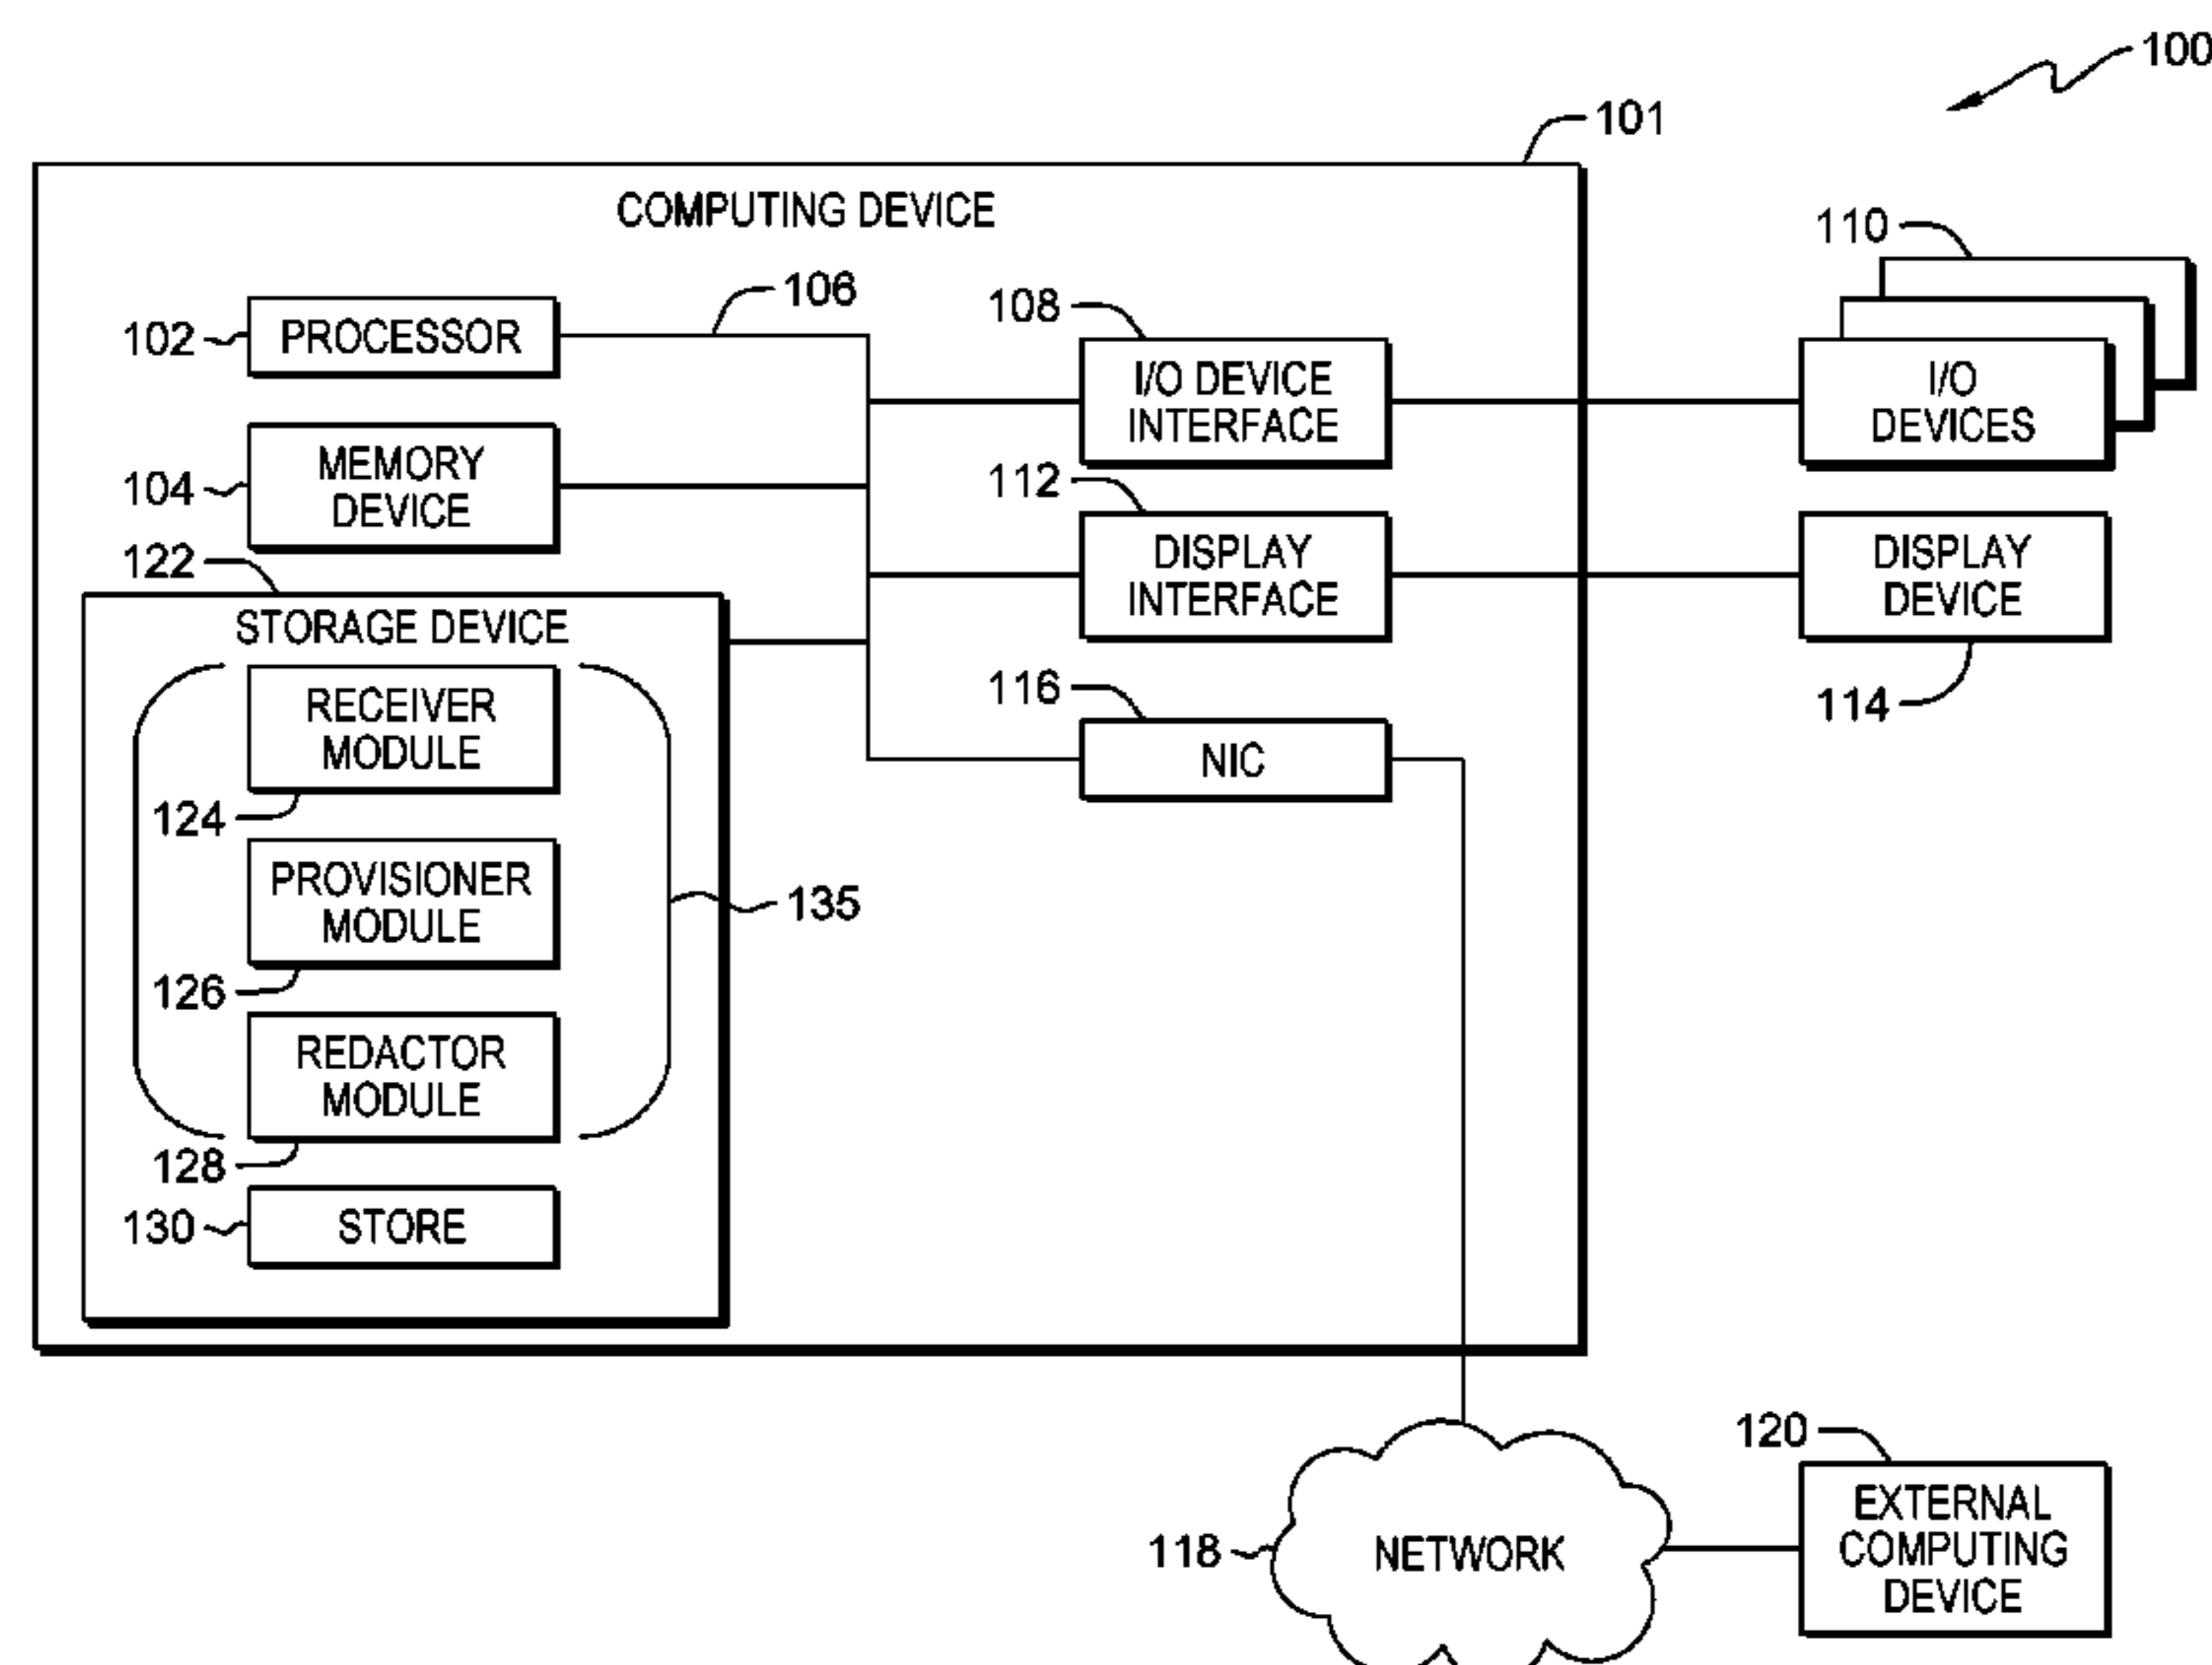 100
101
COMPUTING DEVICE
110
106
108
102
PROCESSOR
I/O DEVICE
INTERFACE
I/O
DEVICES
104
MEMORY
DEVICE
112
122
DISPLAY
INTERFACE
DISPLAY
DEVICE
STORAGE DEVICE
RECEIVER
MODULE
116
114
NIC
124
PROVISIONER
MODULE
135
126
REDACTOR
MODULE
128
130
STORE
120
118
NETWORK
EXTERNAL
COMPUTING
DEVICE